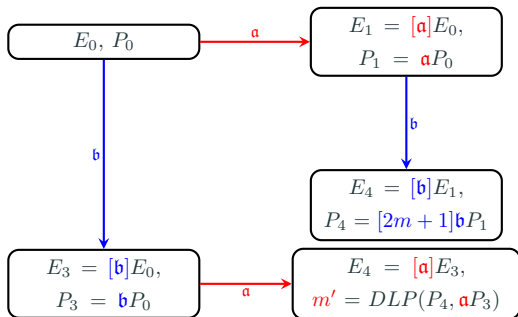 E₀, P₀
𝔞
E₁ = [𝔞]E₀,
P₁ = 𝔞P₀
𝔟
𝔟
E₄ = [𝔟]E₁,
P₄ = [2m + 1]𝔟P₁
E₃ = [𝔟]E₀,
P₃ = 𝔟P₀
𝔞
E₄ = [𝔞]E₃,
m′ = DLP(P₄, 𝔞P₃)